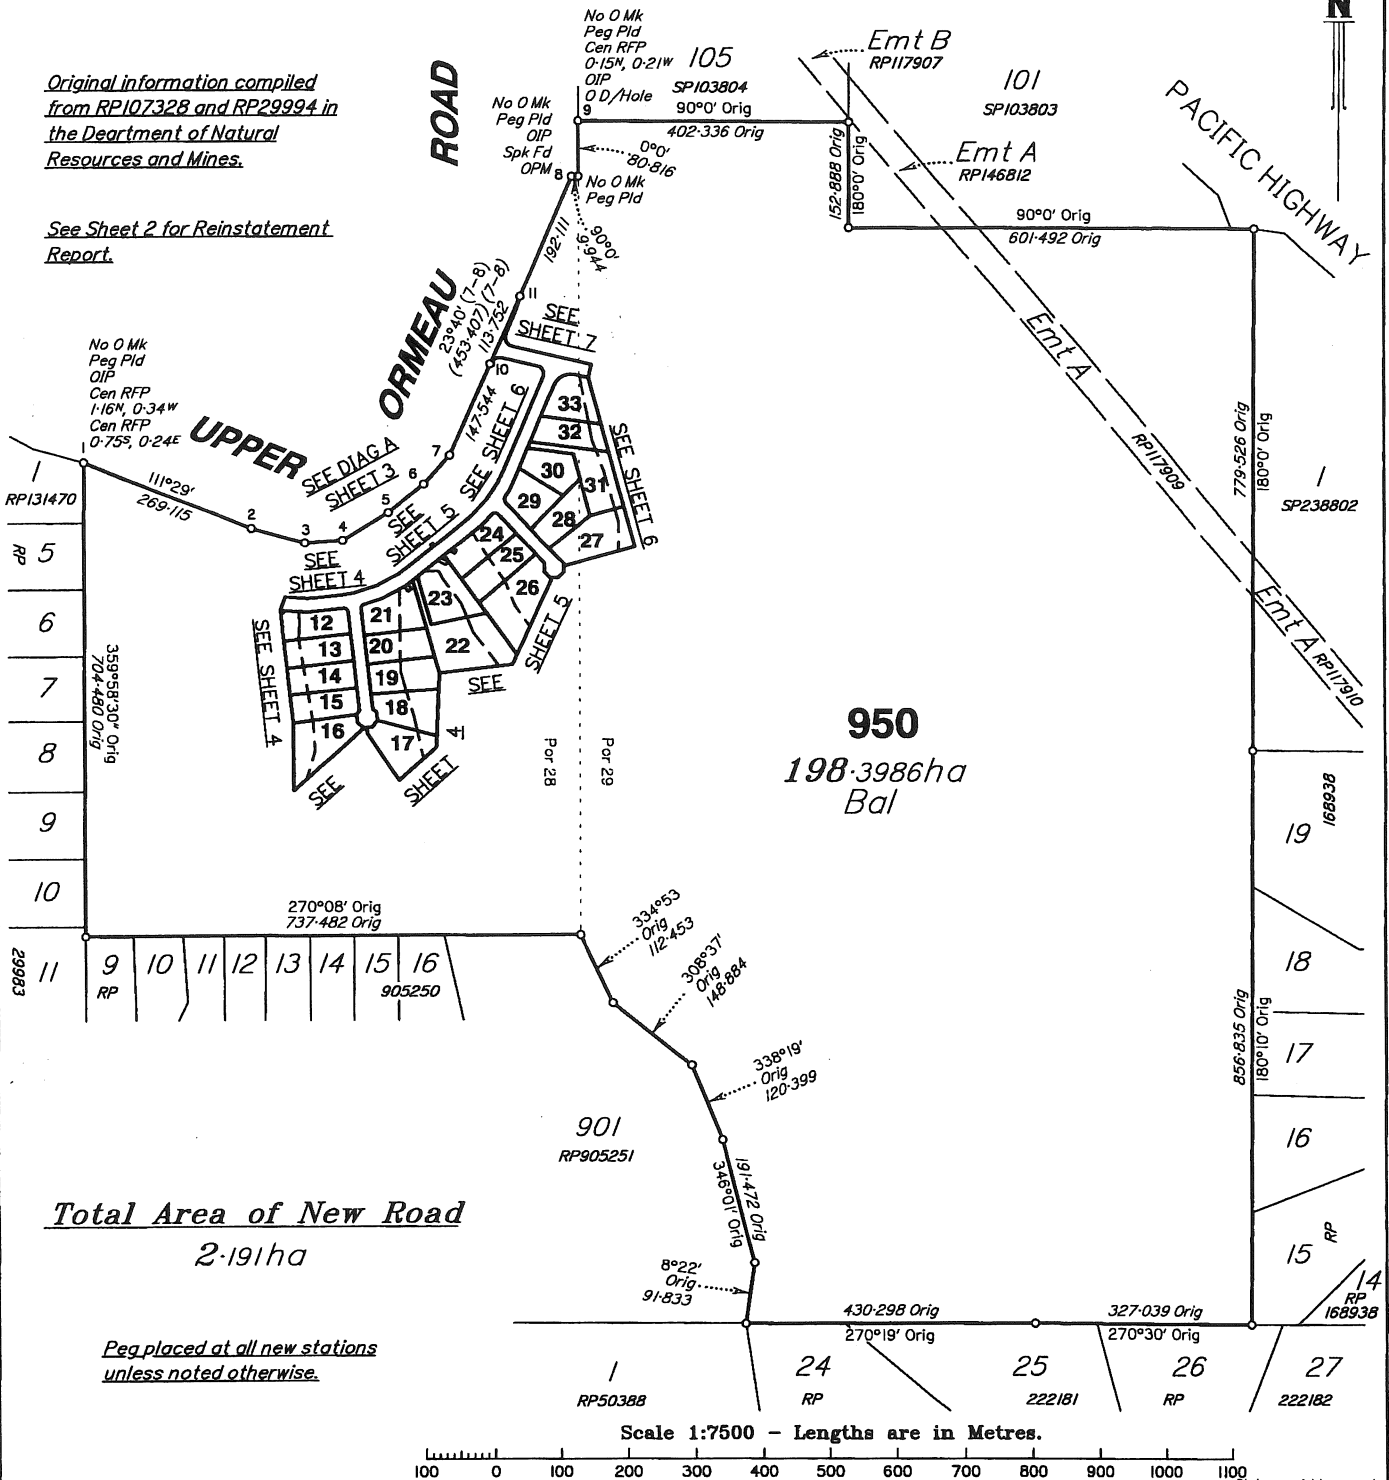 N
Original information compiled
from RP107328 and RP29994 in
the Deartment of Natural
Resources and Mines.
See Sheet 2 for Reinstatement
Report.
No O Mk
Peg Pld
Cen RFP
0·15N, 0·21W
OIP
O D/Hole
9
105
SP103804
90°0' Orig
402·336 Orig
Emt B
RP117907
101
SP103803
PACIFIC HIGHWAY
No O Mk
Peg Pld
OIP
Spk Fd
OPM
8
0°0'
80·816
No O Mk
Peg Pld
90°0'
9·944
152·888 Orig
180°0' Orig
Emt A
RP146812
90°0' Orig
601·492 Orig
UPPER
ORMEAU
ROAD
192·111
11
23°40' (7-8)
(453·407) (7-8)
113·752
10
147·544
SEE
SHEET 7
No O Mk
Peg Pld
OIP
Cen RFP
1·16N, 0·34W
Cen RFP
0·75S, 0·24E
1
RP131470
111°29'
269·115
SEE DIAG A
SHEET 3
2
3
4
5
6
7
SEE
SHEET 4
SEE
SHEET 5
SEE SHEET 6
SEE SHEET 6
33
32
30
31
29
28
27
24
25
26
23
22
21
20
19
18
17
12
13
14
15
16
SEE SHEET 4
SEE
SHEET 4
SEE
SHEET 5
Emt A
RP117909
779·526 Orig
180°0' Orig
1
SP238802
Emt A
RP117910
RP
5
6
7
8
9
10
11
29983
359°58'30" Orig
704·480 Orig
Por 28
Por 29
950
198·3986ha
Bal
19
168938
18
17
16
15
RP
14
RP
168938
270°08' Orig
737·482 Orig
9
RP
10
11
12
13
14
15
16
905250
334°53
Orig
112·453
308°37'
Orig
148·884
338°19'
Orig
120·399
191·472 Orig
346°01' Orig
8°22'
Orig
91·833
856·835 Orig
180°10' Orig
901
RP905251
Total Area of New Road
2·191ha
Peg placed at all new stations
unless noted otherwise.
430·298 Orig
270°19' Orig
327·039 Orig
270°30' Orig
1
RP50388
24
RP
25
222181
26
RP
27
222182
Scale 1:7500 - Lengths are in Metres.
100 0 100 200 300 400 500 600 700 800 900 1000 1100